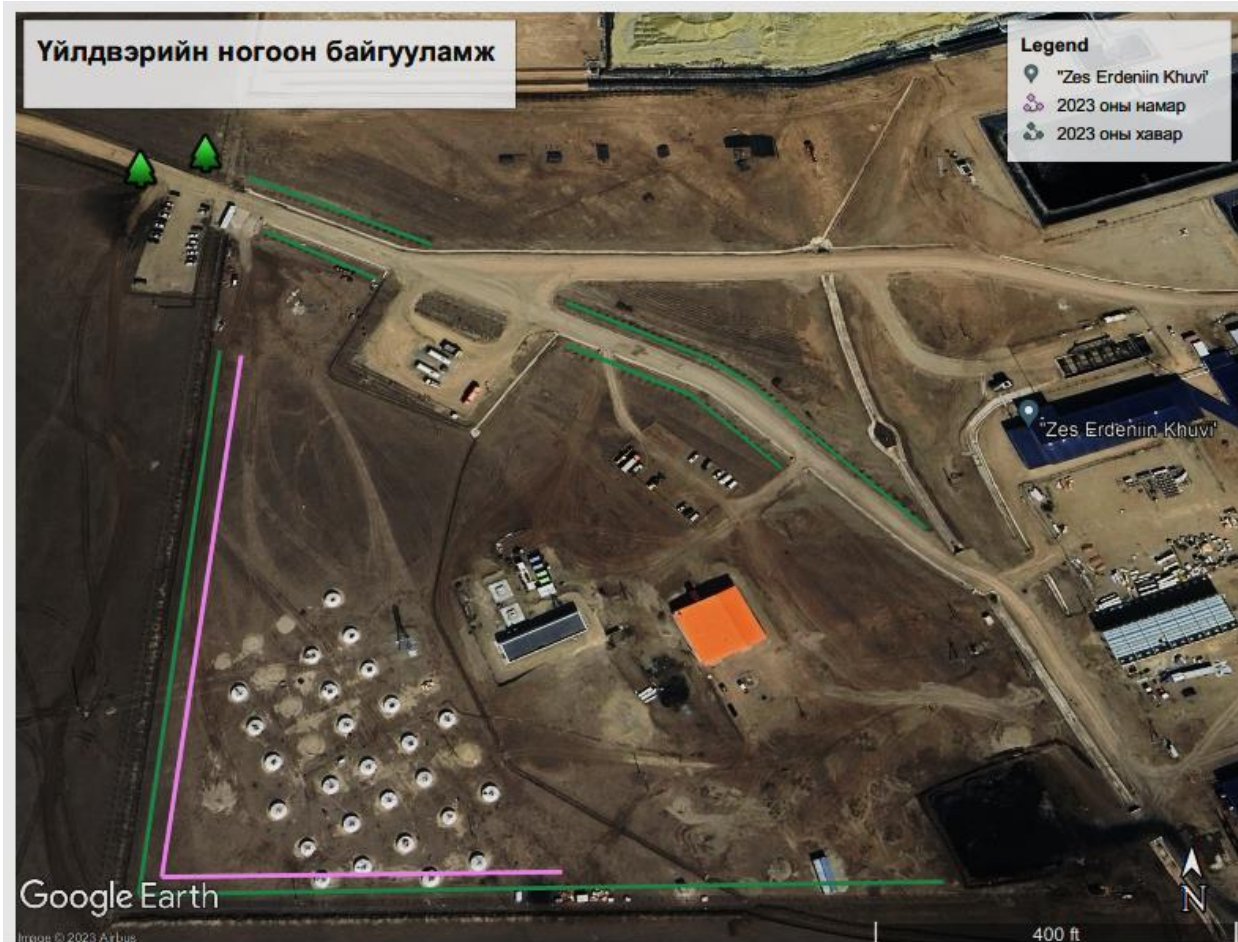 Үйлдвэрийн ногоон байгууламж
Legend
"Zes Erdeniin Khuvi'
2023 оны намар
2023 оны хавар
"Zes Erdeniin Khuvi'
Google Earth
N
Image © 2023 Airbus
400 ft